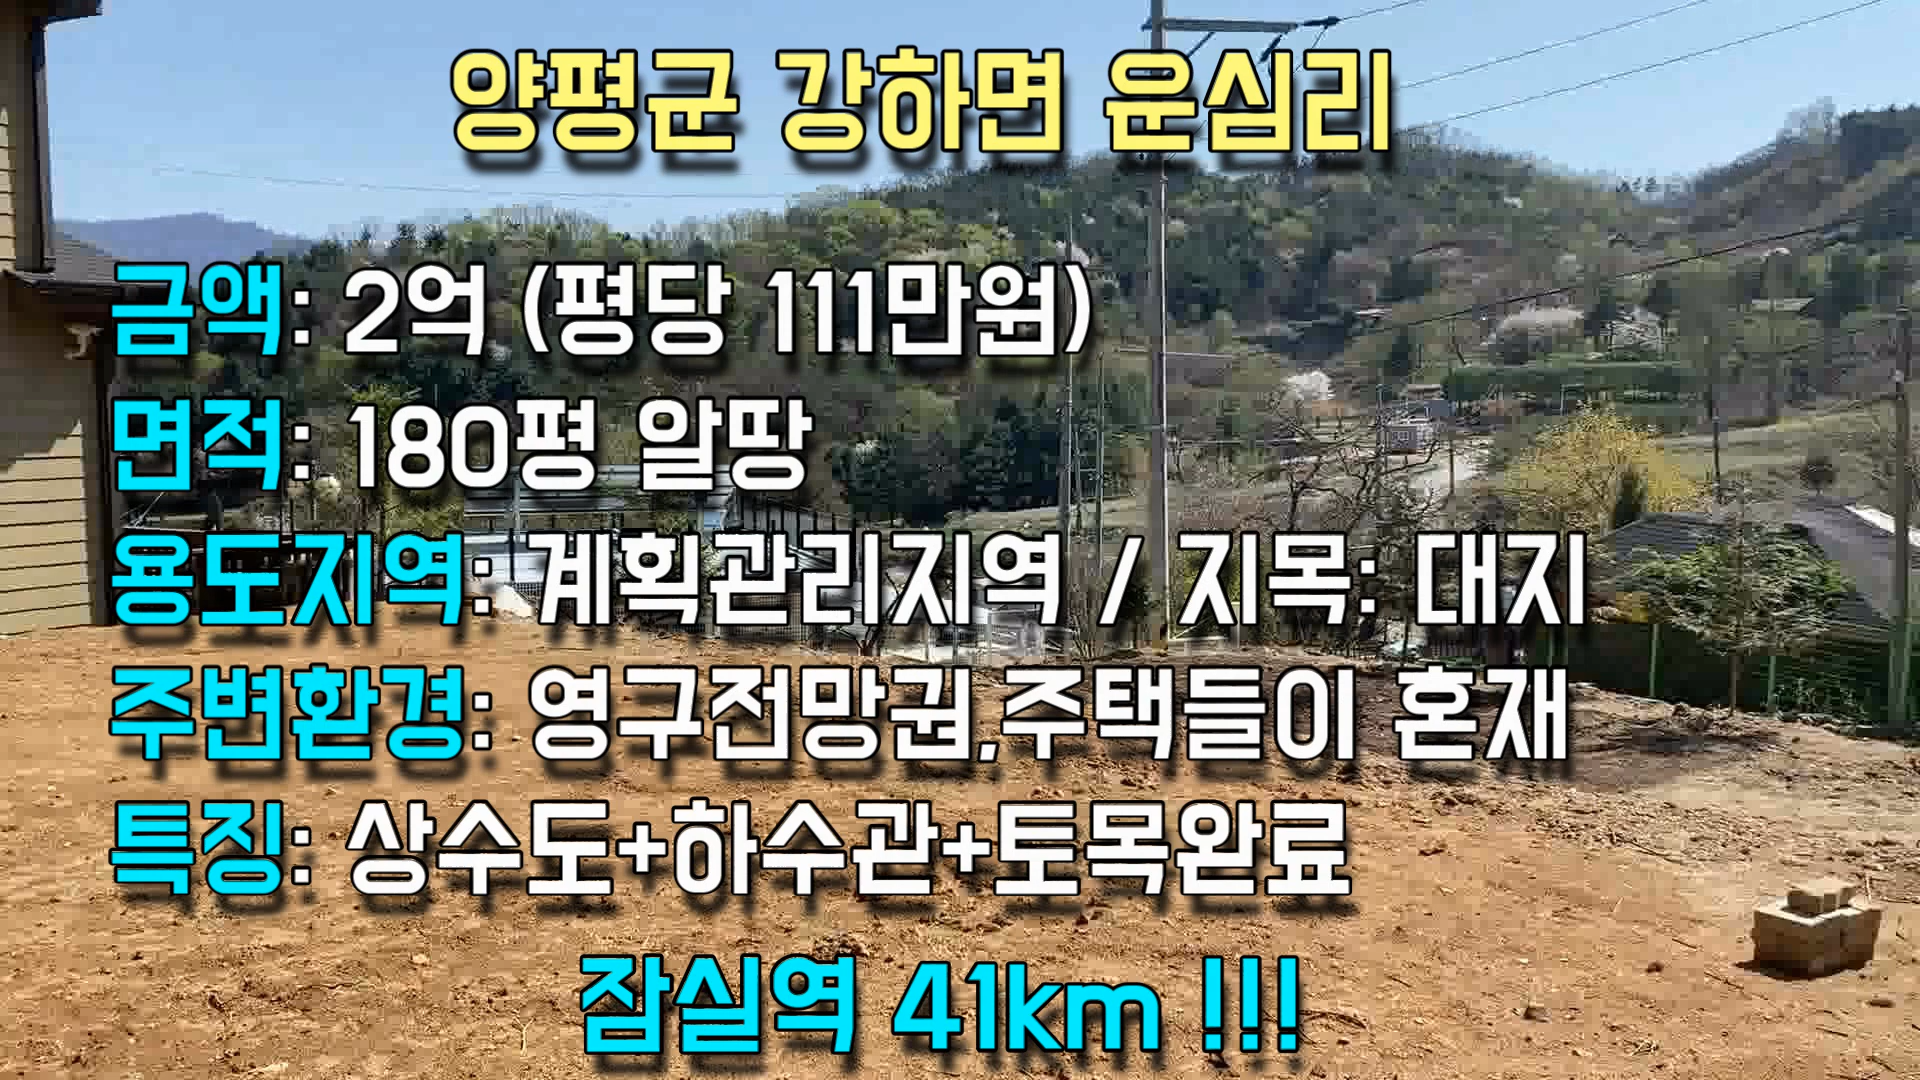 양평군 강하면 운심리
금액: 2억 (평당 111만원)
면적: 180평 알땅
용도지역: 계획관리지역 / 지목: 대지
주변환경: 영구전망권,주택들이 혼재
특징: 상수도+하수관+토목완료
잠실역 41km !!!